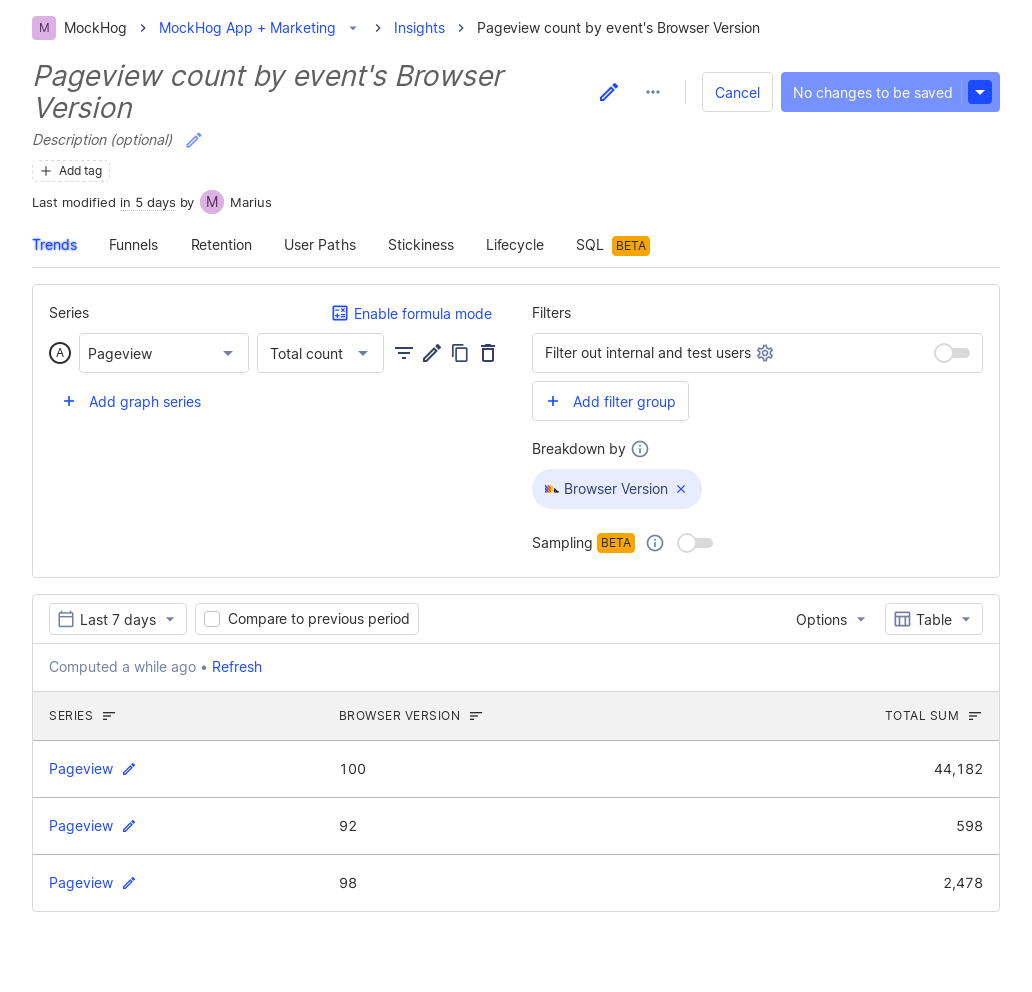 M MockHog MockHog App + Marketing Insights Pageview count by event's Browser Version
Pageview count by event's Browser
Version
Cancel No changes to be saved
Description (optional)
Add tag
Last modified in 5 days by M Marius
Trends Funnels Retention User Paths Stickiness Lifecycle SQL BETA
Series Enable formula mode Filters
A Pageview Total count Filter out internal and test users
Add graph series Add filter group
Breakdown by
Browser Version
Sampling BETA
Last 7 days Compare to previous period Options Table
Computed a while ago • Refresh
SERIES BROWSER VERSION TOTAL SUM
Pageview 100 44,182
Pageview 92 598
Pageview 98 2,478